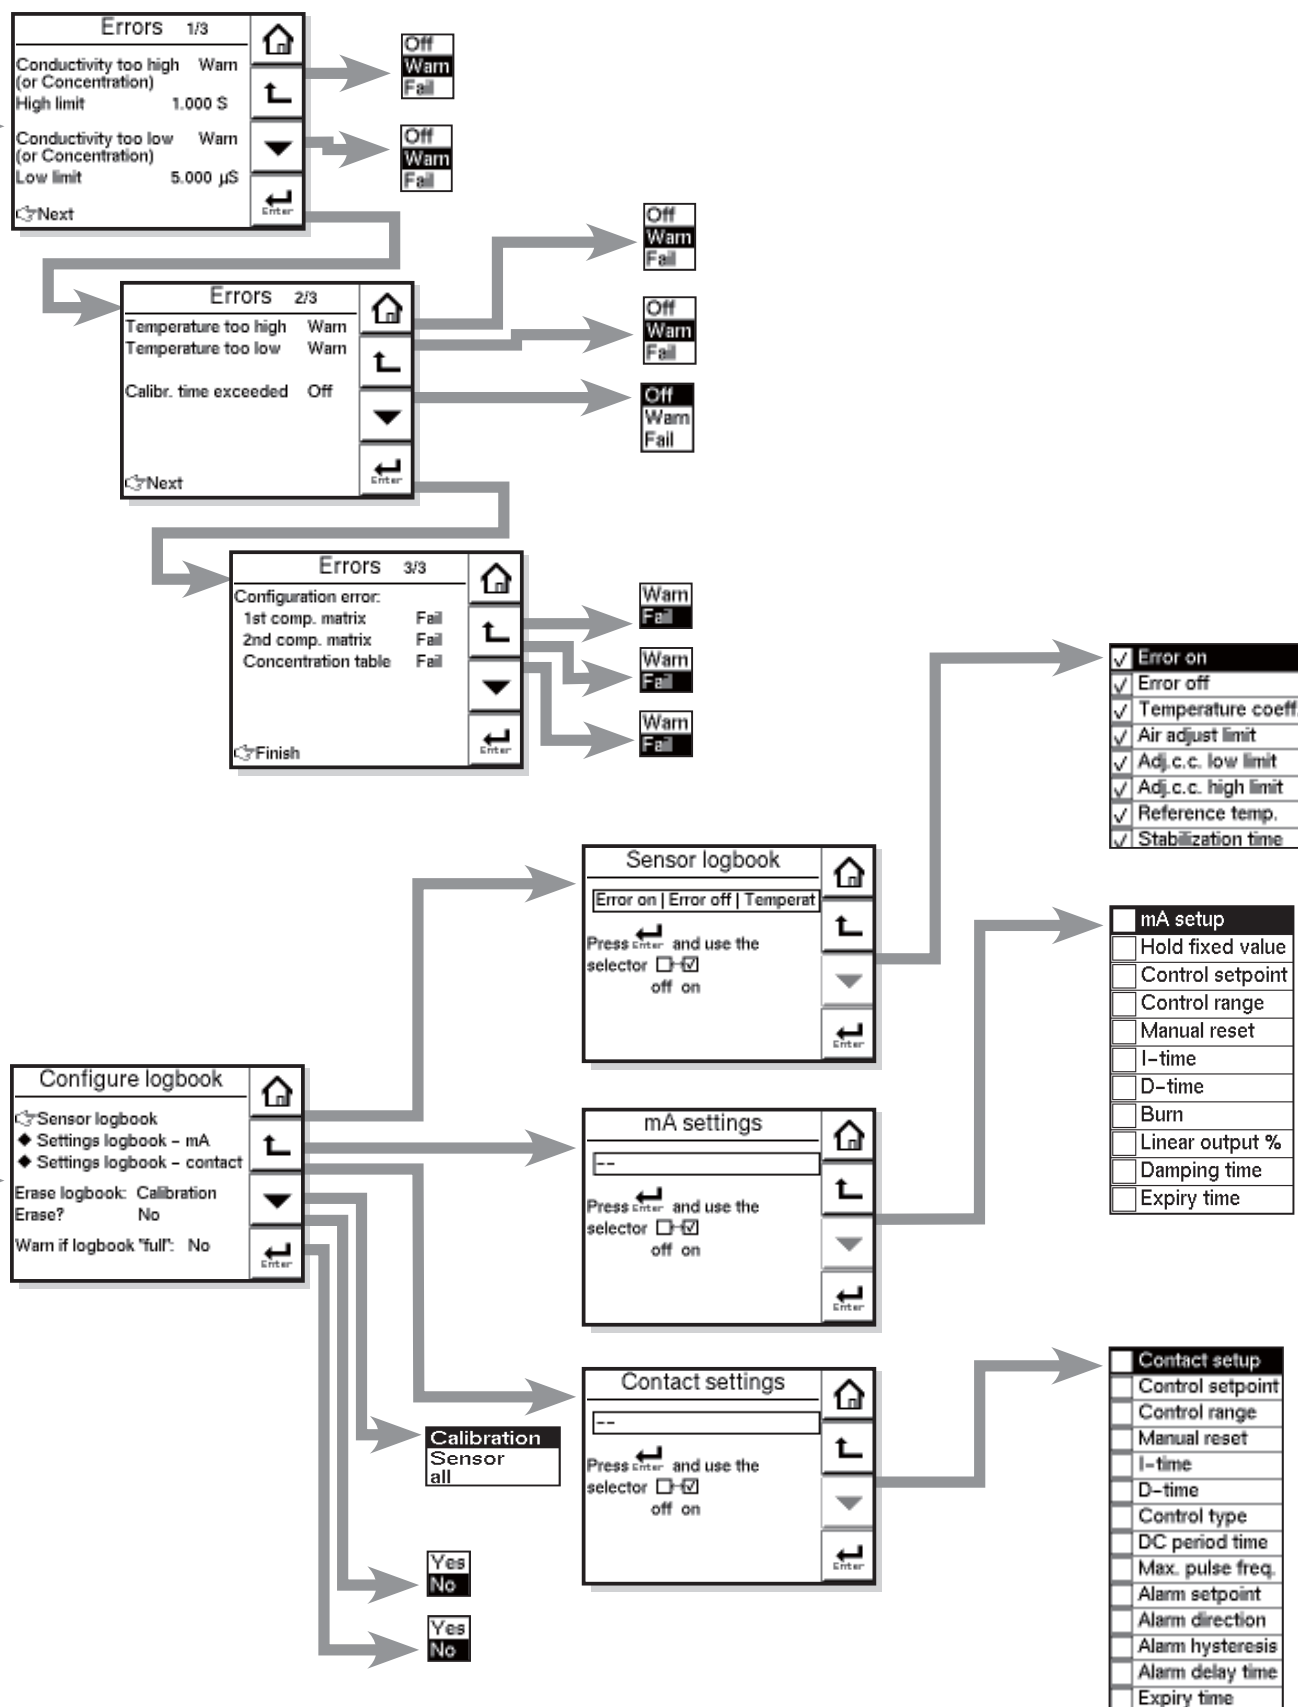 Errors 1/3
Conductivity too high Warn
(or Concentration)
High limit 1.000 S
Conductivity too low Warn
(or Concentration)
Low limit 5.000 µS
Next
Enter
Off
Warn
Fail
Off
Warn
Fail
Errors 2/3
Temperature too high Warn
Temperature too low Warn
Calibr. time exceeded Off
Next
Enter
Off
Warn
Fail
Off
Warn
Fail
Off
Warn
Fail
Errors 3/3
Configuration error:
1st comp. matrix Fail
2nd comp. matrix Fail
Concentration table Fail
Finish
Enter
Warn
Fail
Warn
Fail
Warn
Fail
Configure logbook
Sensor logbook
Settings logbook - mA
Settings logbook - contact
Erase logbook: Calibration
Erase? No
Warn if logbook "full": No
Enter
Sensor logbook
Error on | Error off | Temperat
Press Enter and use the
selector
off on
Enter
Error on
Error off
Temperature coeff.
Air adjust limit
Adj.c.c. low limit
Adj.c.c. high limit
Reference temp.
Stabilization time
mA settings
--
Press Enter and use the
selector
off on
Enter
mA setup
Hold fixed value
Control setpoint
Control range
Manual reset
I-time
D-time
Burn
Linear output %
Damping time
Expiry time
Contact settings
--
Press Enter and use the
selector
off on
Enter
Contact setup
Control setpoint
Control range
Manual reset
I-time
D-time
Control type
DC period time
Max. pulse freq.
Alarm setpoint
Alarm direction
Alarm hysteresis
Alarm delay time
Expiry time
Calibration
Sensor
all
Yes
No
Yes
No